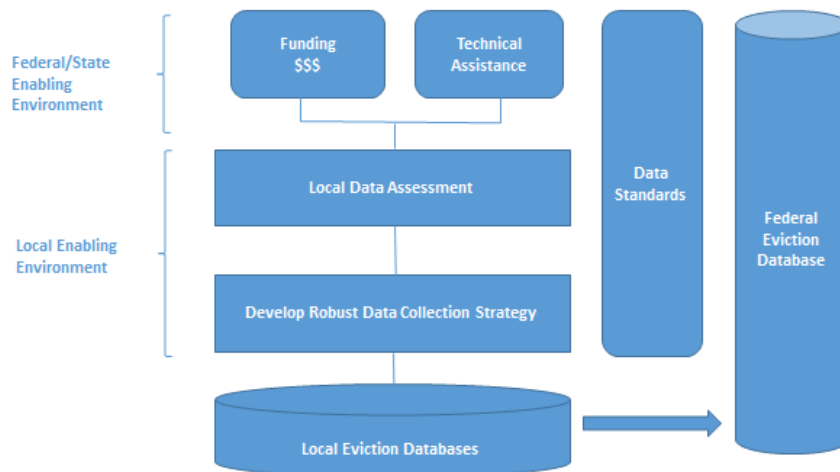 Federal/State
Enabling
Environment
Funding
$$$
Technical
Assistance
Local Enabling
Environment
Local Data Assessment
Develop Robust Data Collection Strategy
Local Eviction Databases
Data
Standards
Federal
Eviction
Database